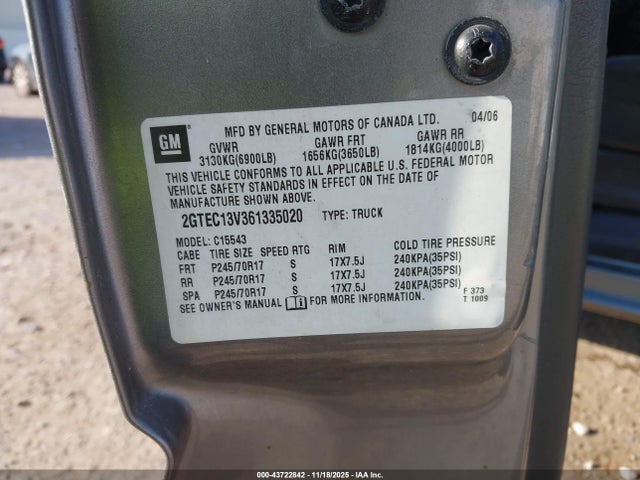 GM
MFD BY GENERAL MOTORS OF CANADA LTD. 04/06
GVWR GAWR FRT GAWR RR
3130KG(6900LB) 1656KG(3650LB) 1814KG(4000LB)
THIS VEHICLE CONFORMS TO ALL APPLICABLE U.S. FEDERAL MOTOR
VEHICLE SAFETY STANDARDS IN EFFECT ON THE DATE OF
MANUFACTURE SHOWN ABOVE.
2GTEC13V361335020 TYPE: TRUCK
MODEL: C15543
CABE TIRE SIZE SPEED RTG RIM COLD TIRE PRESSURE
FRT P245/70R17 S 17X7.5J 240KPA(35PSI)
RR P245/70R17 S 17X7.5J 240KPA(35PSI)
SPA P245/70R17 S 17X7.5J 240KPA(35PSI)
SEE OWNER'S MANUAL FOR MORE INFORMATION.
F 373
T 1009
000-43722842 | 11/18/2025 | IAA Corp.